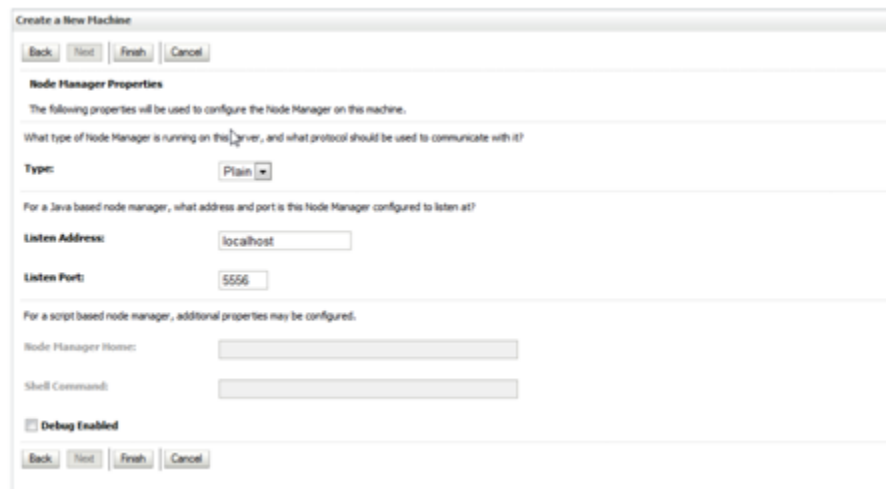 Create a New Machine
Back Next Finish Cancel
Node Manager Properties
The following properties will be used to configure the Node Manager on this machine.
What type of Node Manager is running on this server, and what protocol should be used to communicate with it?
Type: Plain
For a Java based node manager, what address and port is this Node Manager configured to listen at?
Listen Address: localhost
Listen Port: 5556
For a script based node manager, additional properties may be configured.
Node Manager Home:
Shell Command:
Debug Enabled
Back Next Finish Cancel